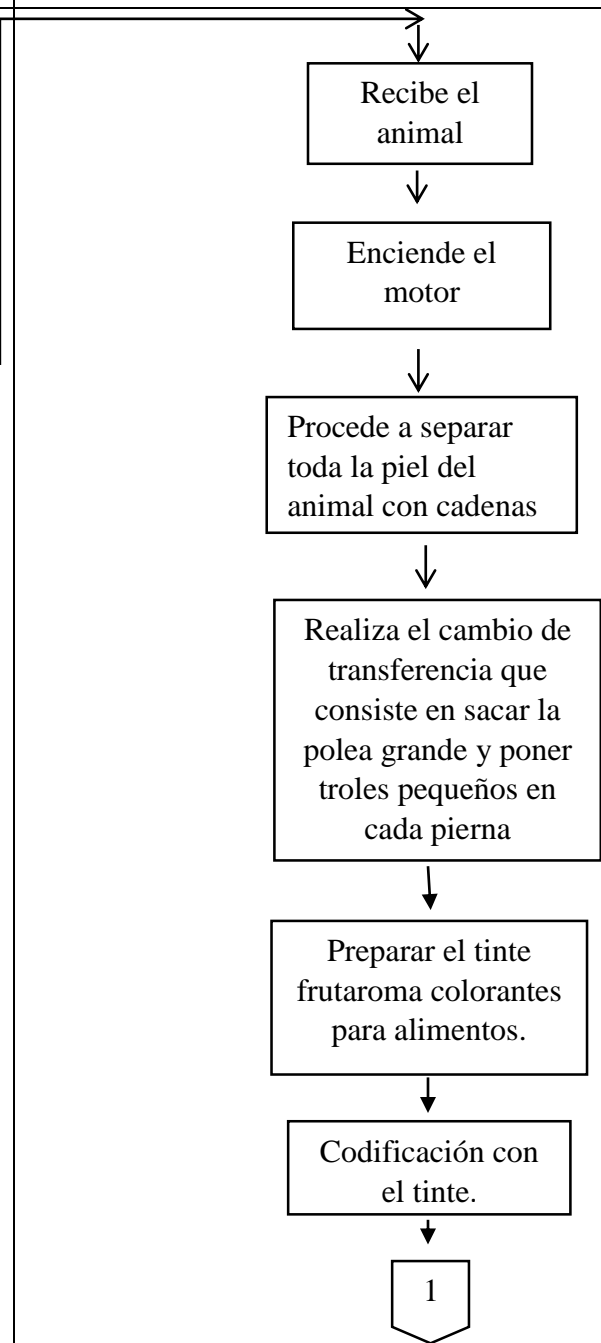 Recibe el
animal
Enciende el
motor
Procede a separar
toda la piel del
animal con cadenas
Realiza el cambio de
transferencia que
consiste en sacar la
polea grande y poner
troles pequeños en
cada pierna
Preparar el tinte
frutaroma colorantes
para alimentos.
Codificación con
el tinte.
1